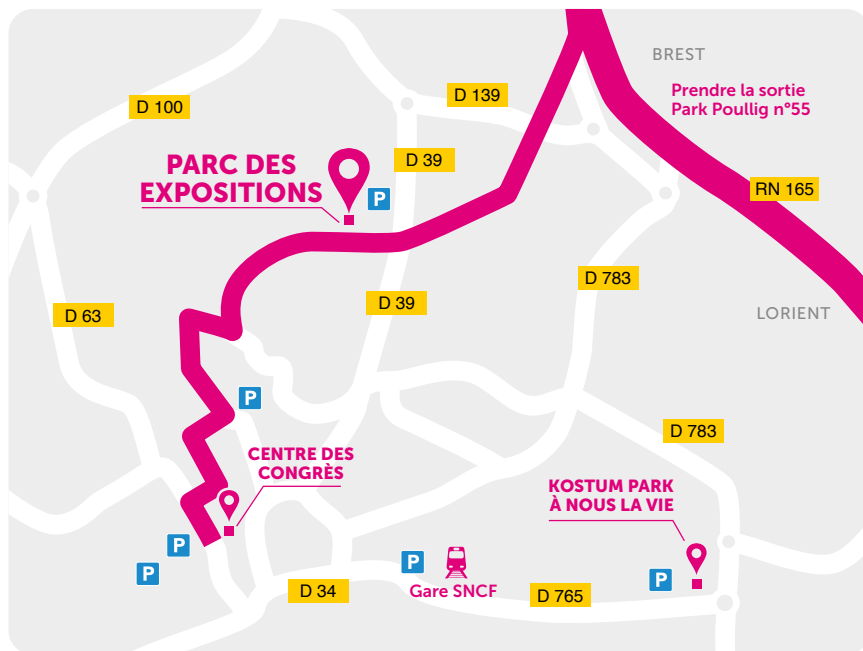 BREST
Prendre la sortie
Park Poullig n°55
D 139
D 100
D 39
PARC DES
EXPOSITIONS
P
RN 165
D 783
D 39
D 63
LORIENT
P
D 783
CENTRE DES
CONGRÈS
KOSTUM PARK
À NOUS LA VIE
P
P
P
Gare SNCF
P
D 34
D 765